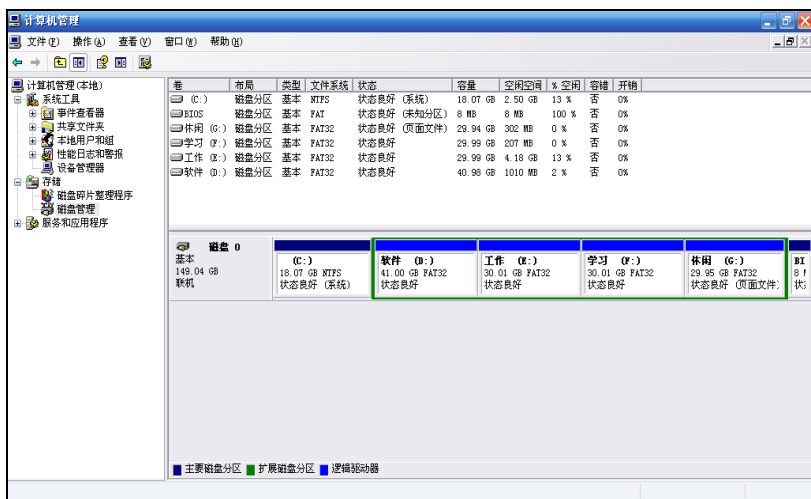 计算机管理
文件(F) 操作(A) 查看(V) 窗口(W) 帮助(H)
计算机管理(本地)
系统工具
事件查看器
共享文件夹
本地用户和组
性能日志和警报
设备管理器
存储
磁盘碎片整理程序
磁盘管理
服务和应用程序
卷 布局 类型 文件系统 状态 容量 空闲空间 % 空闲 容错 开销
(C:) 磁盘分区 基本 NTFS 状态良好 (系统) 18.07 GB 2.50 GB 13 % 否 0%
BIOS 磁盘分区 基本 FAT 状态良好 (未知分区) 8 MB 8 MB 100 % 否 0%
休闲 (G:) 磁盘分区 基本 FAT32 状态良好 (页面文件) 29.94 GB 302 MB 0 % 否 0%
学习 (F:) 磁盘分区 基本 FAT32 状态良好 29.99 GB 207 MB 0 % 否 0%
工作 (E:) 磁盘分区 基本 FAT32 状态良好 29.99 GB 4.18 GB 13 % 否 0%
软件 (D:) 磁盘分区 基本 FAT32 状态良好 40.98 GB 1010 MB 2 % 否 0%
磁盘 0
基本
149.04 GB
联机
(C:)
18.07 GB NTFS
状态良好 (系统)
软件 (D:)
41.00 GB FAT32
状态良好
工作 (E:)
30.01 GB FAT32
状态良好
学习 (F:)
30.01 GB FAT32
状态良好
休闲 (G:)
29.95 GB FAT32
状态良好 (页面文件)
BI
8 M
状
主要磁盘分区 扩展磁盘分区 逻辑驱动器